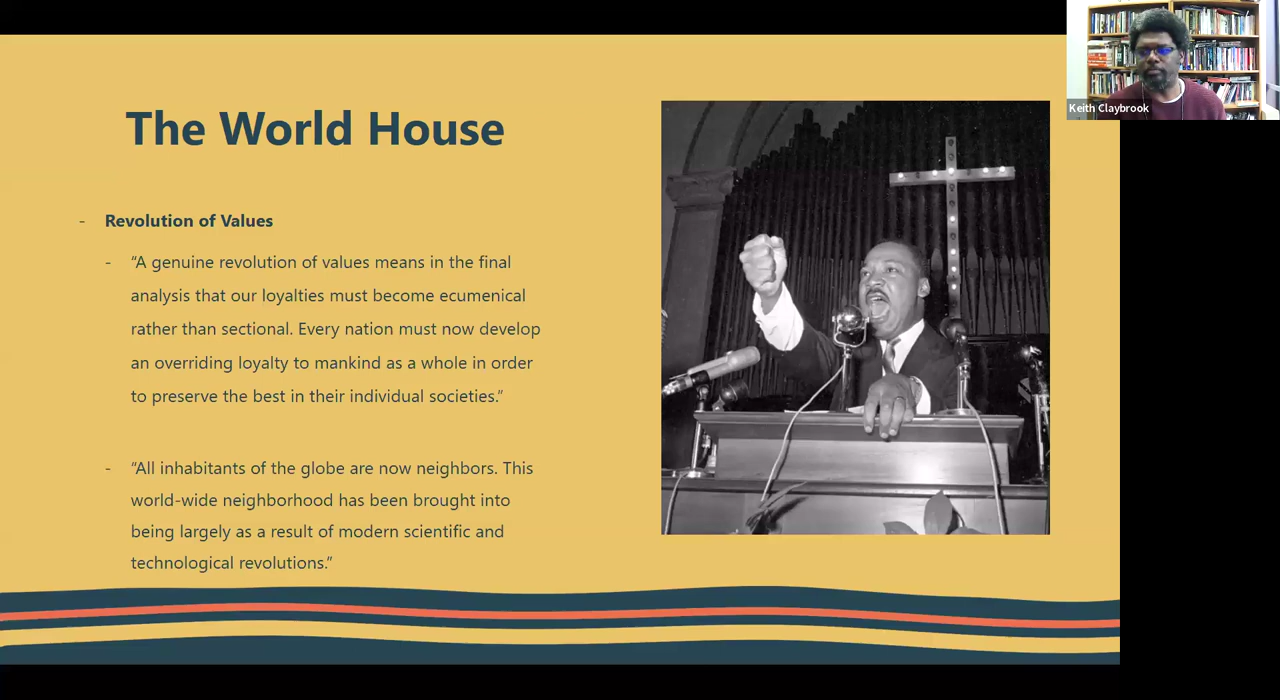 The World House
- Revolution of Values
- “A genuine revolution of values means in the final
analysis that our loyalties must become ecumenical
rather than sectional. Every nation must now develop
an overriding loyalty to mankind as a whole in order
to preserve the best in their individual societies.”
- “All inhabitants of the globe are now neighbors. This
world-wide neighborhood has been brought into
being largely as a result of modern scientific and
technological revolutions.”
Keith Claybrook